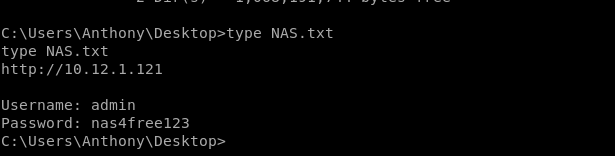 C:\Users\Anthony\Desktop>type NAS.txt
type NAS.txt
http://10.12.1.121
Username: admin
Password: nas4free123
C:\Users\Anthony\Desktop>